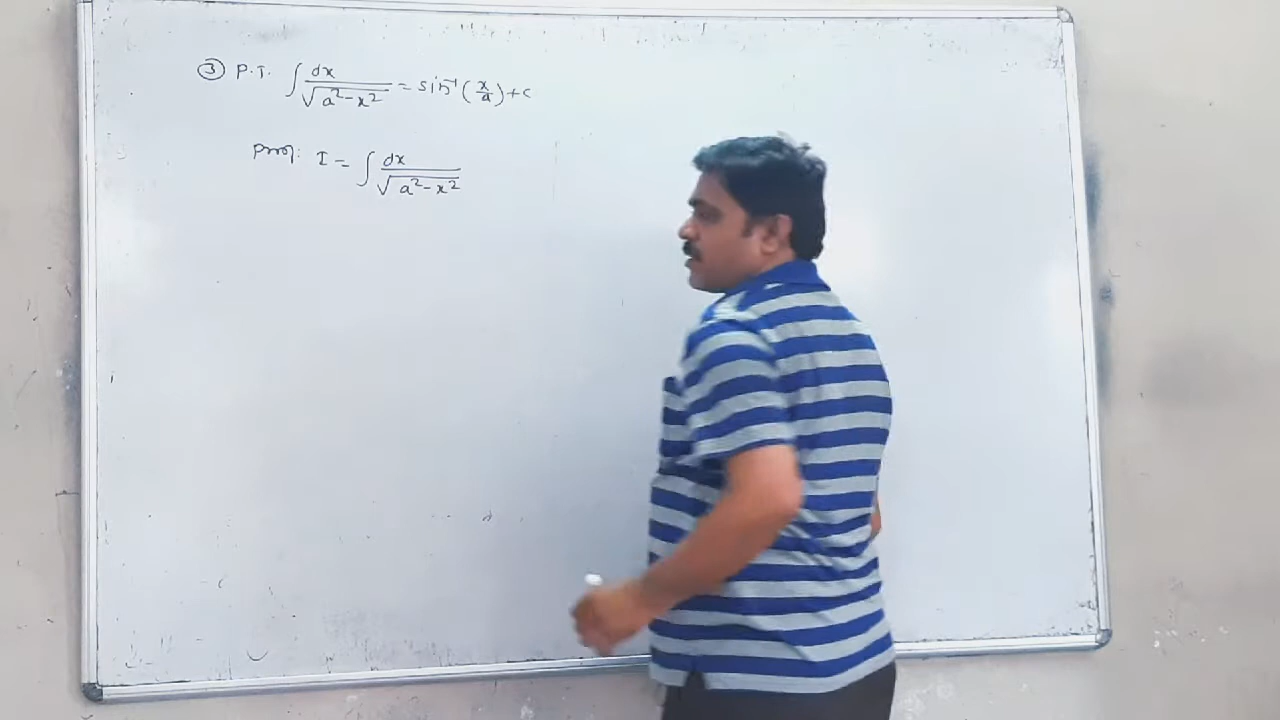 ③ P.T. ∫ dx/√(a²-x²) = sin⁻¹(x/a)+c
Proof: I = ∫ dx/√(a²-x²)